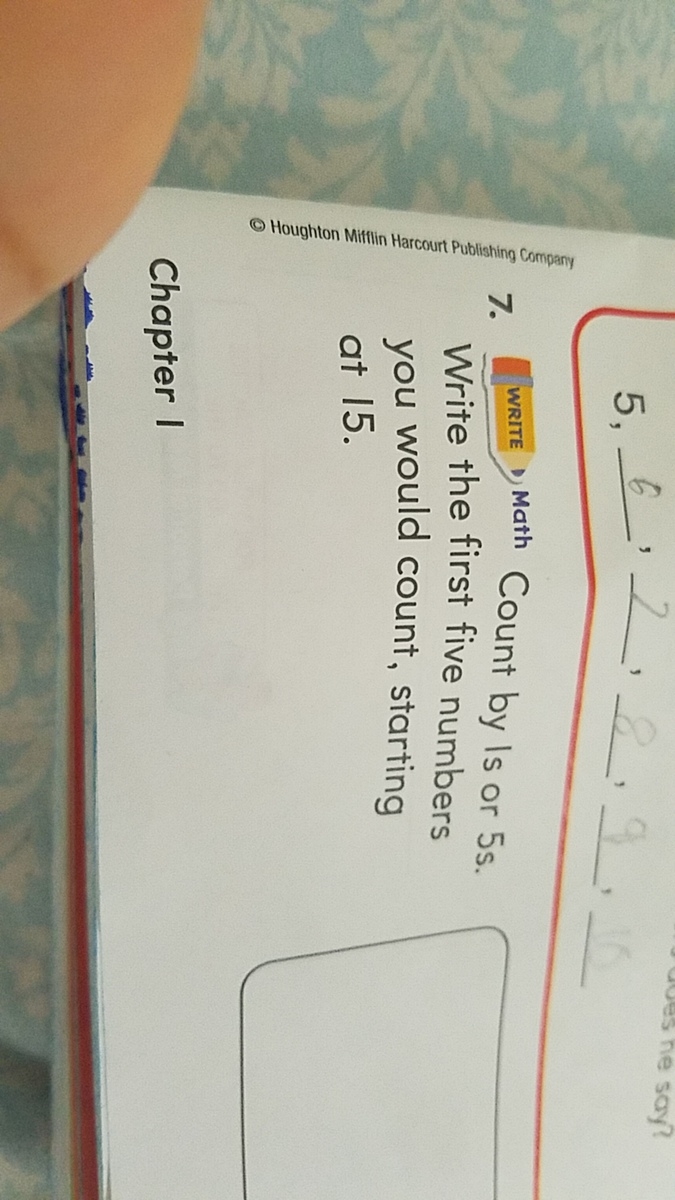 does he say?
5, 6, 7, 8, 9, 10
7. WRITE Math Count by 1s or 5s.
Write the first five numbers
you would count, starting
at 15.
© Houghton Mifflin Harcourt Publishing Company
Chapter 1